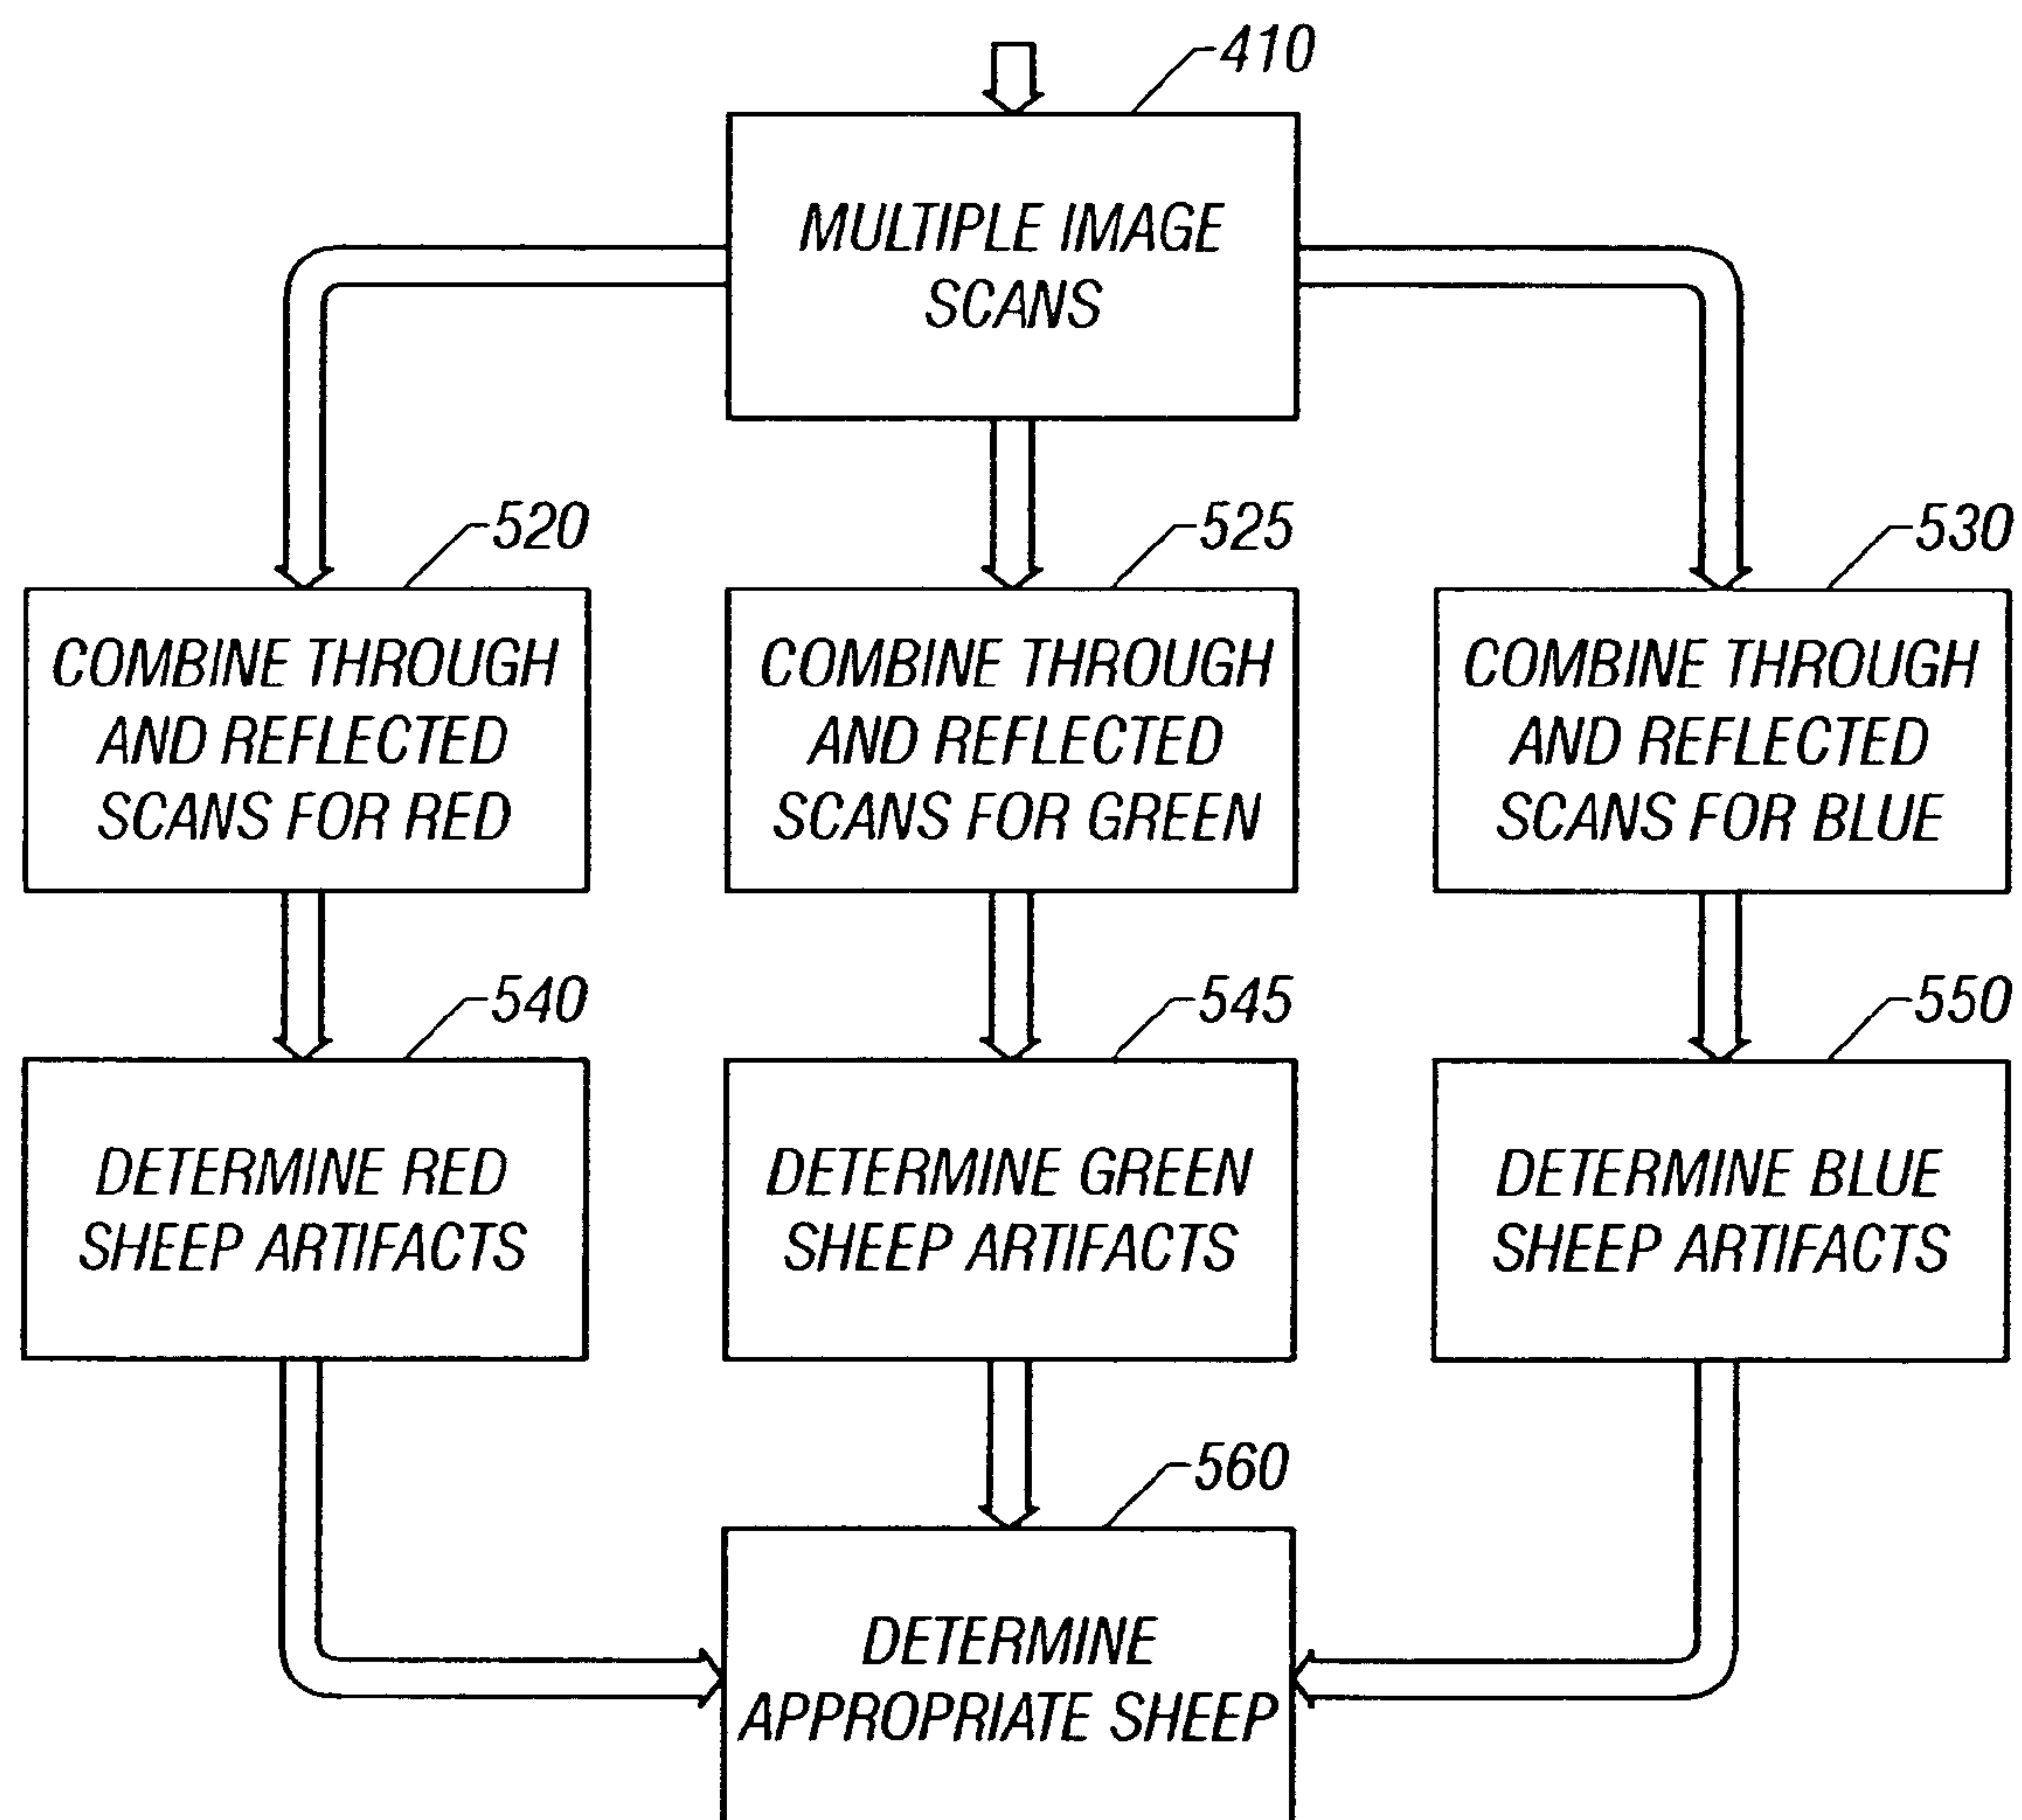 410
MULTIPLE IMAGE
SCANS
520
COMBINE THROUGH
AND REFLECTED
SCANS FOR RED
525
COMBINE THROUGH
AND REFLECTED
SCANS FOR GREEN
530
COMBINE THROUGH
AND REFLECTED
SCANS FOR BLUE
540
DETERMINE RED
SHEEP ARTIFACTS
545
DETERMINE GREEN
SHEEP ARTIFACTS
550
DETERMINE BLUE
SHEEP ARTIFACTS
560
DETERMINE
APPROPRIATE SHEEP